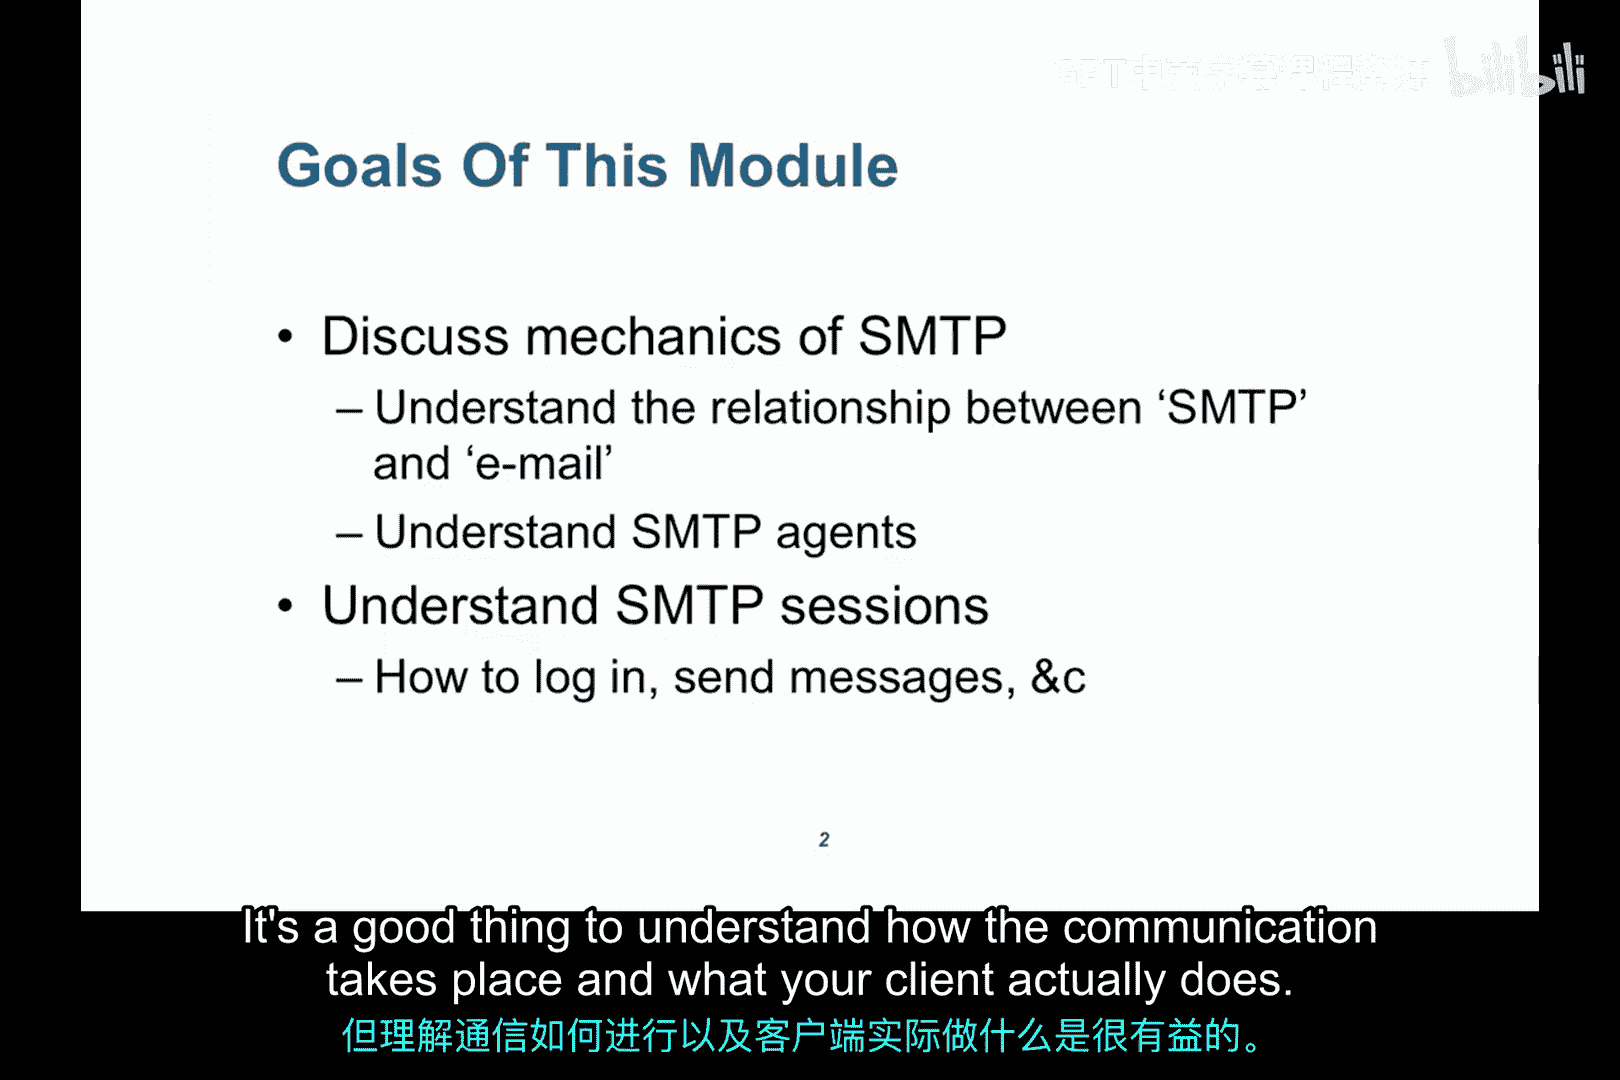 bilibili
Goals Of This Module
• Discuss mechanics of SMTP
– Understand the relationship between ‘SMTP’
and ‘e-mail’
– Understand SMTP agents
• Understand SMTP sessions
– How to log in, send messages, &c
2
It's a good thing to understand how the communication
takes place and what your client actually does.
但理解通信如何进行以及客户端实际做什么是很有益的。